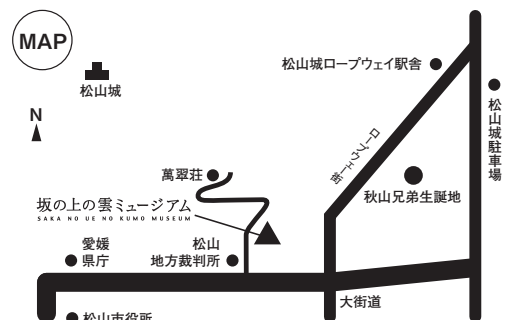 MAP
松山城
N
松山城ロープウェイ駅舎
松山城駐車場
ロープウェー街
萬翠荘
秋山兄弟生誕地
坂の上の雲ミュージアム
SAKA NO UE NO KUMO MUSEUM
愛媛
県庁
松山
地方裁判所
大街道
松山市役所